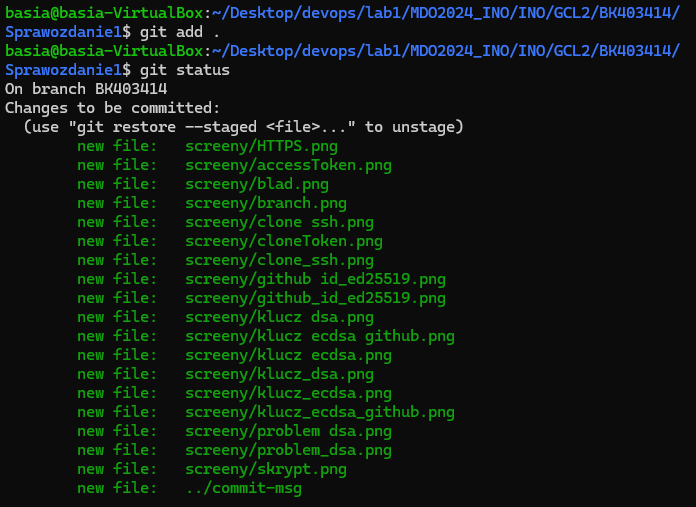 basia@basia-VirtualBox:~/Desktop/devops/lab1/MDO2024_INO/INO/GCL2/BK403414/
Sprawozdanie1$ git add .
basia@basia-VirtualBox:~/Desktop/devops/lab1/MDO2024_INO/INO/GCL2/BK403414/
Sprawozdanie1$ git status
On branch BK403414
Changes to be committed:
  (use "git restore --staged <file>..." to unstage)
        new file:   screeny/HTTPS.png
        new file:   screeny/accessToken.png
        new file:   screeny/blad.png
        new file:   screeny/branch.png
        new file:   screeny/clone ssh.png
        new file:   screeny/cloneToken.png
        new file:   screeny/clone_ssh.png
        new file:   screeny/github id_ed25519.png
        new file:   screeny/github_id_ed25519.png
        new file:   screeny/klucz dsa.png
        new file:   screeny/klucz ecdsa github.png
        new file:   screeny/klucz ecdsa.png
        new file:   screeny/klucz_dsa.png
        new file:   screeny/klucz_ecdsa.png
        new file:   screeny/klucz_ecdsa_github.png
        new file:   screeny/problem dsa.png
        new file:   screeny/problem_dsa.png
        new file:   screeny/skrypt.png
        new file:   ../commit-msg